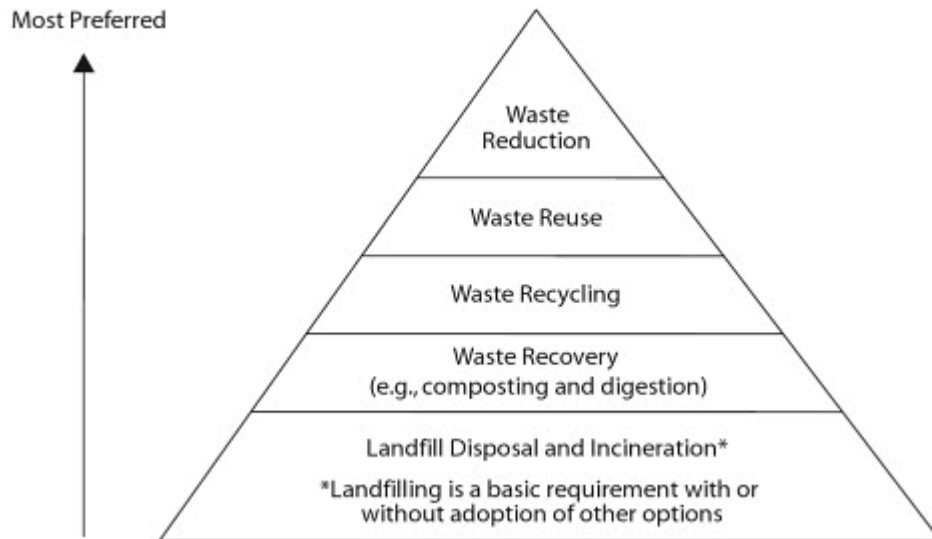 Most Preferred
Waste
Reduction
Waste Reuse
Waste Recycling
Waste Recovery
(e.g., composting and digestion)
Landfill Disposal and Incineration*
*Landfilling is a basic requirement with or
without adoption of other options